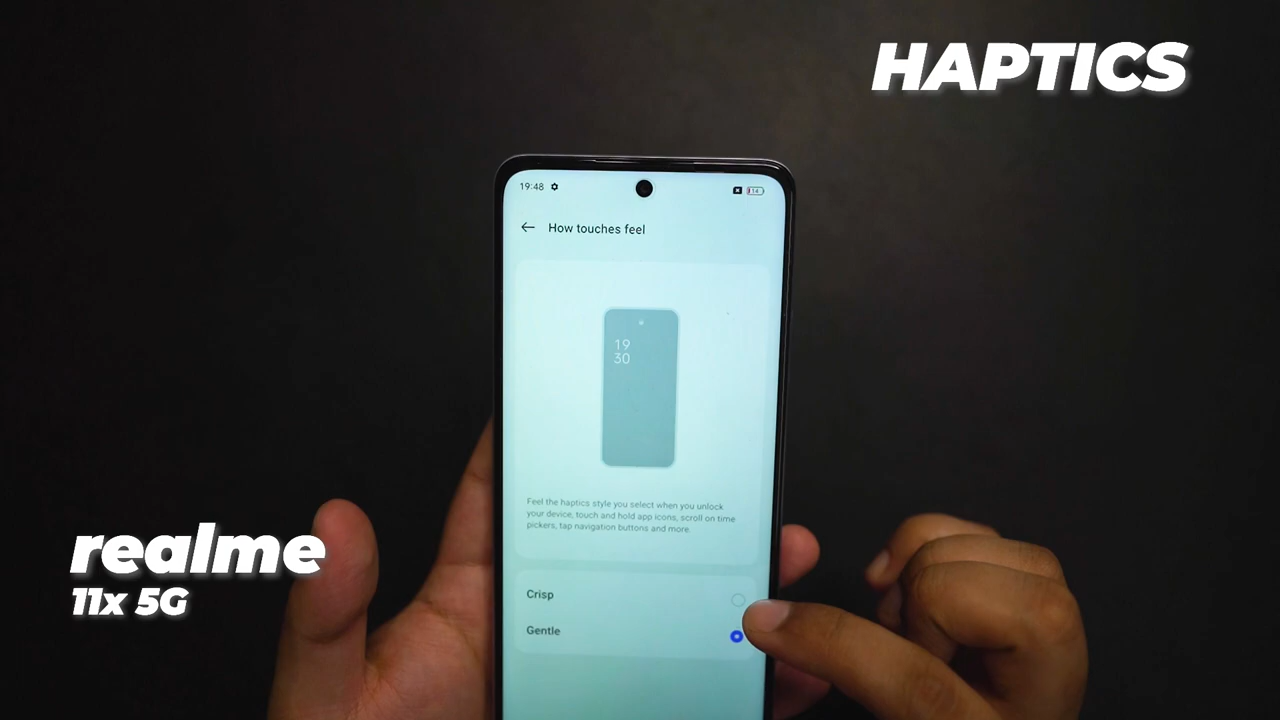 HAPTICS
19:48
14
How touches feel
19
30
Feel the haptics style you select when you unlock
your device, touch and hold app icons, scroll on time
pickers, tap navigation buttons and more.
Crisp
Gentle
realme
11x 5G